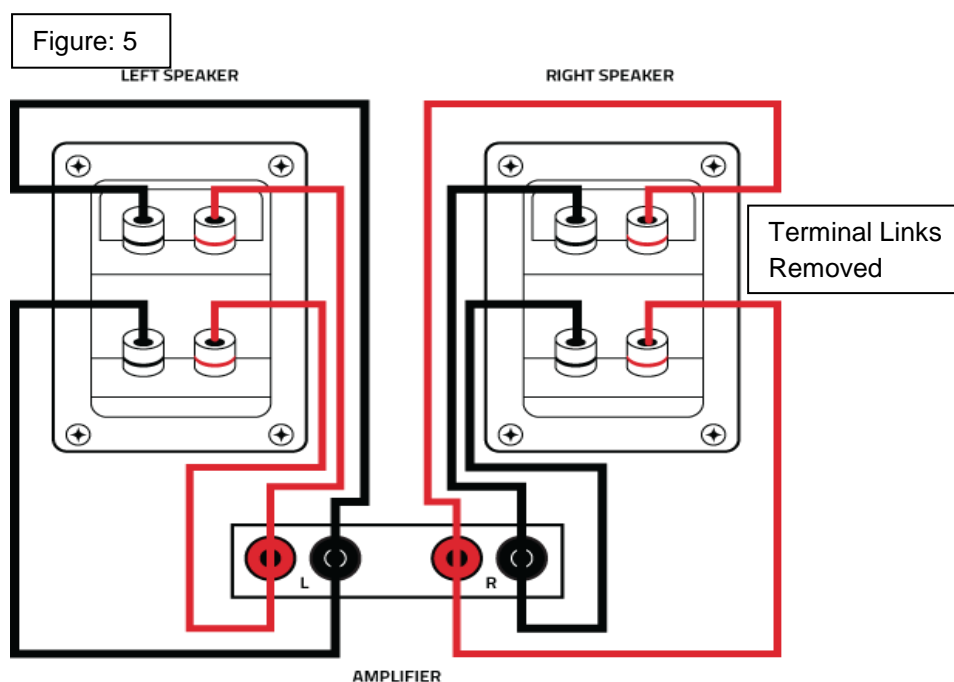 Figure: 5
LEFT SPEAKER
RIGHT SPEAKER
Terminal Links
Removed
L
R
AMPLIFIER